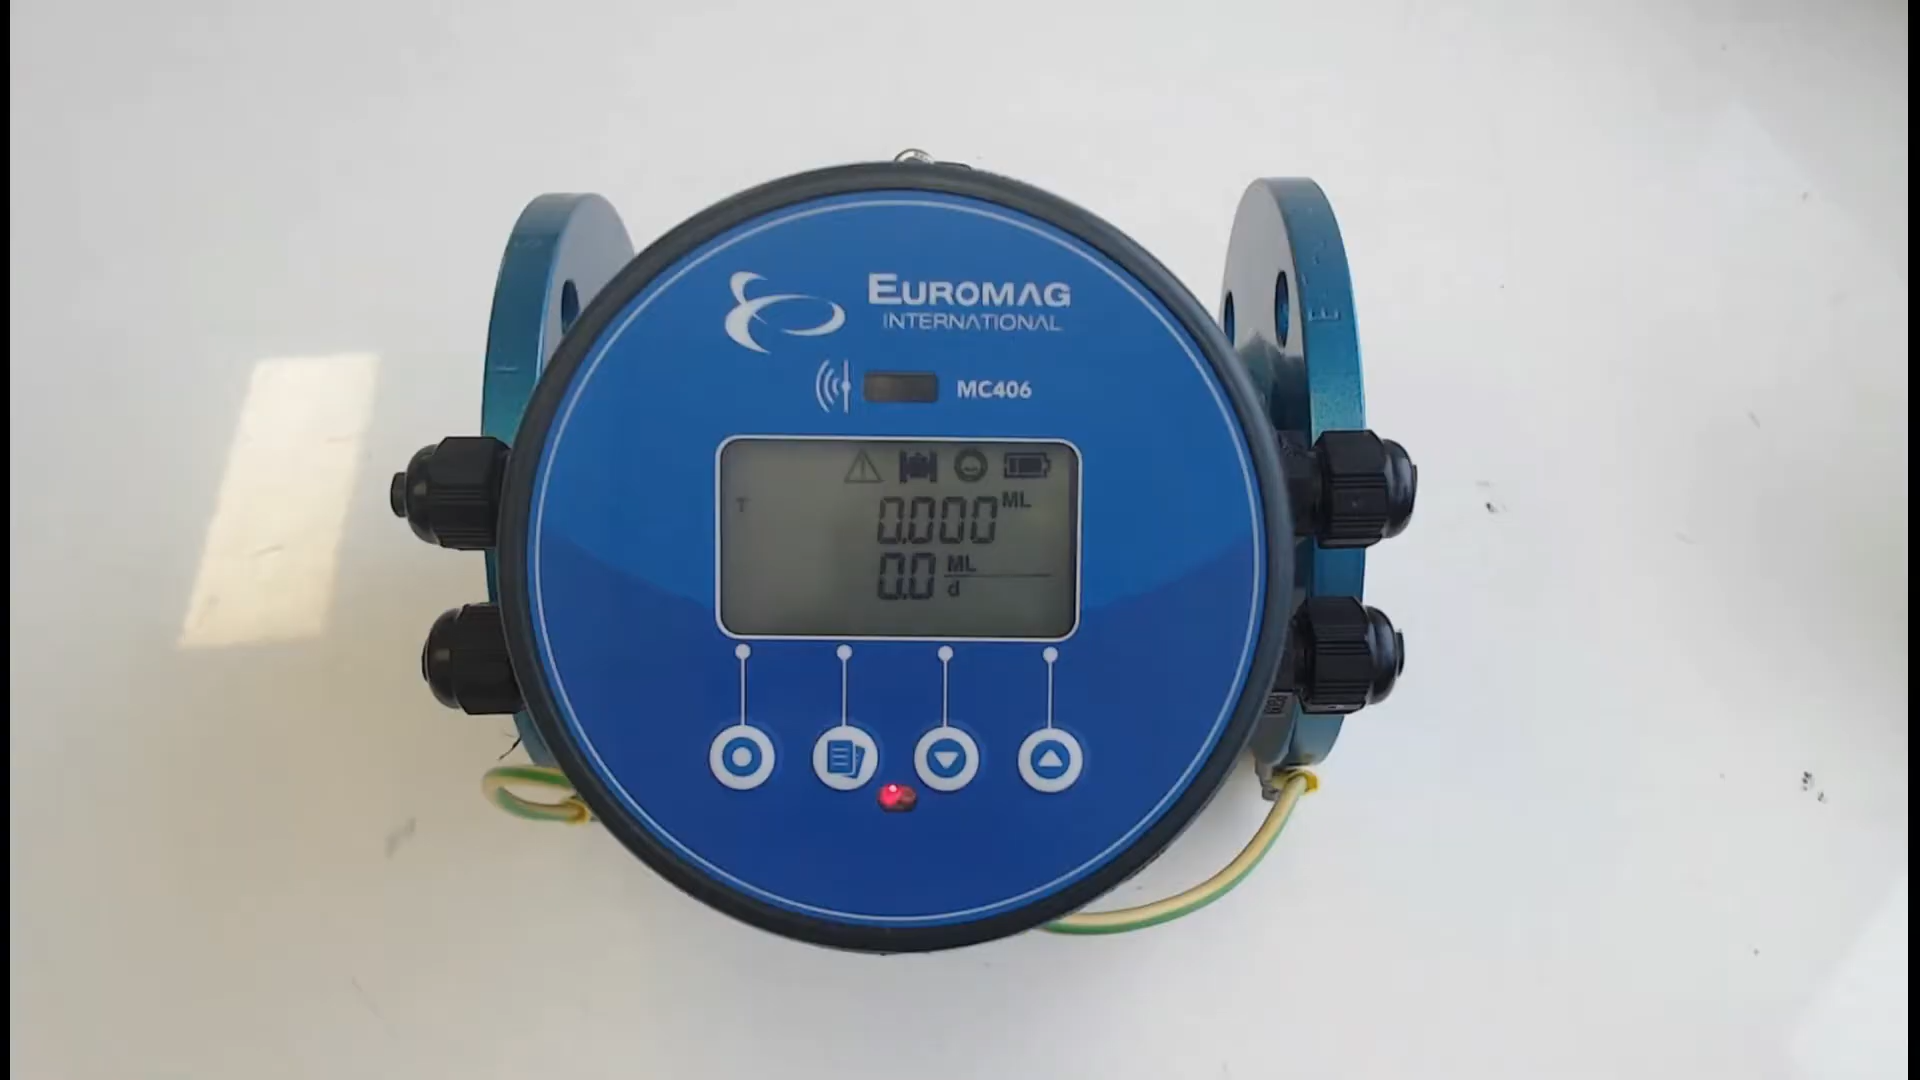 EUROMAG
INTERNATIONAL
MC406
T 0.000 ML
0.0 ML
d